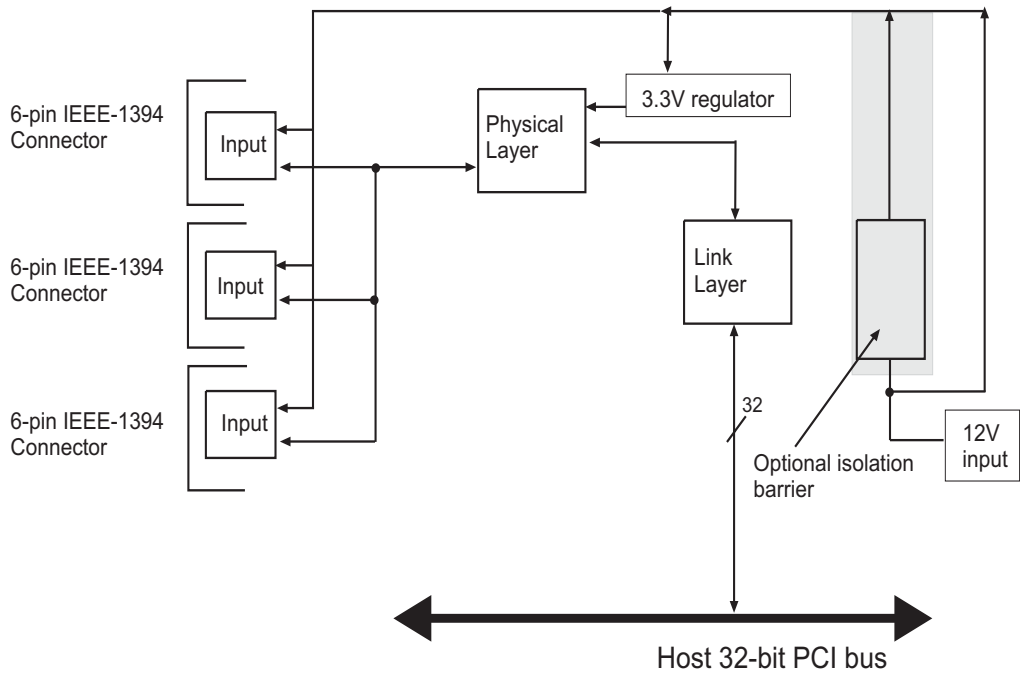 3.3V regulator
6-pin IEEE-1394
Connector
Input
Physical
Layer
6-pin IEEE-1394
Connector
Input
Link
Layer
6-pin IEEE-1394
Connector
Input
32
Optional isolation
barrier
12V
input
Host 32-bit PCI bus